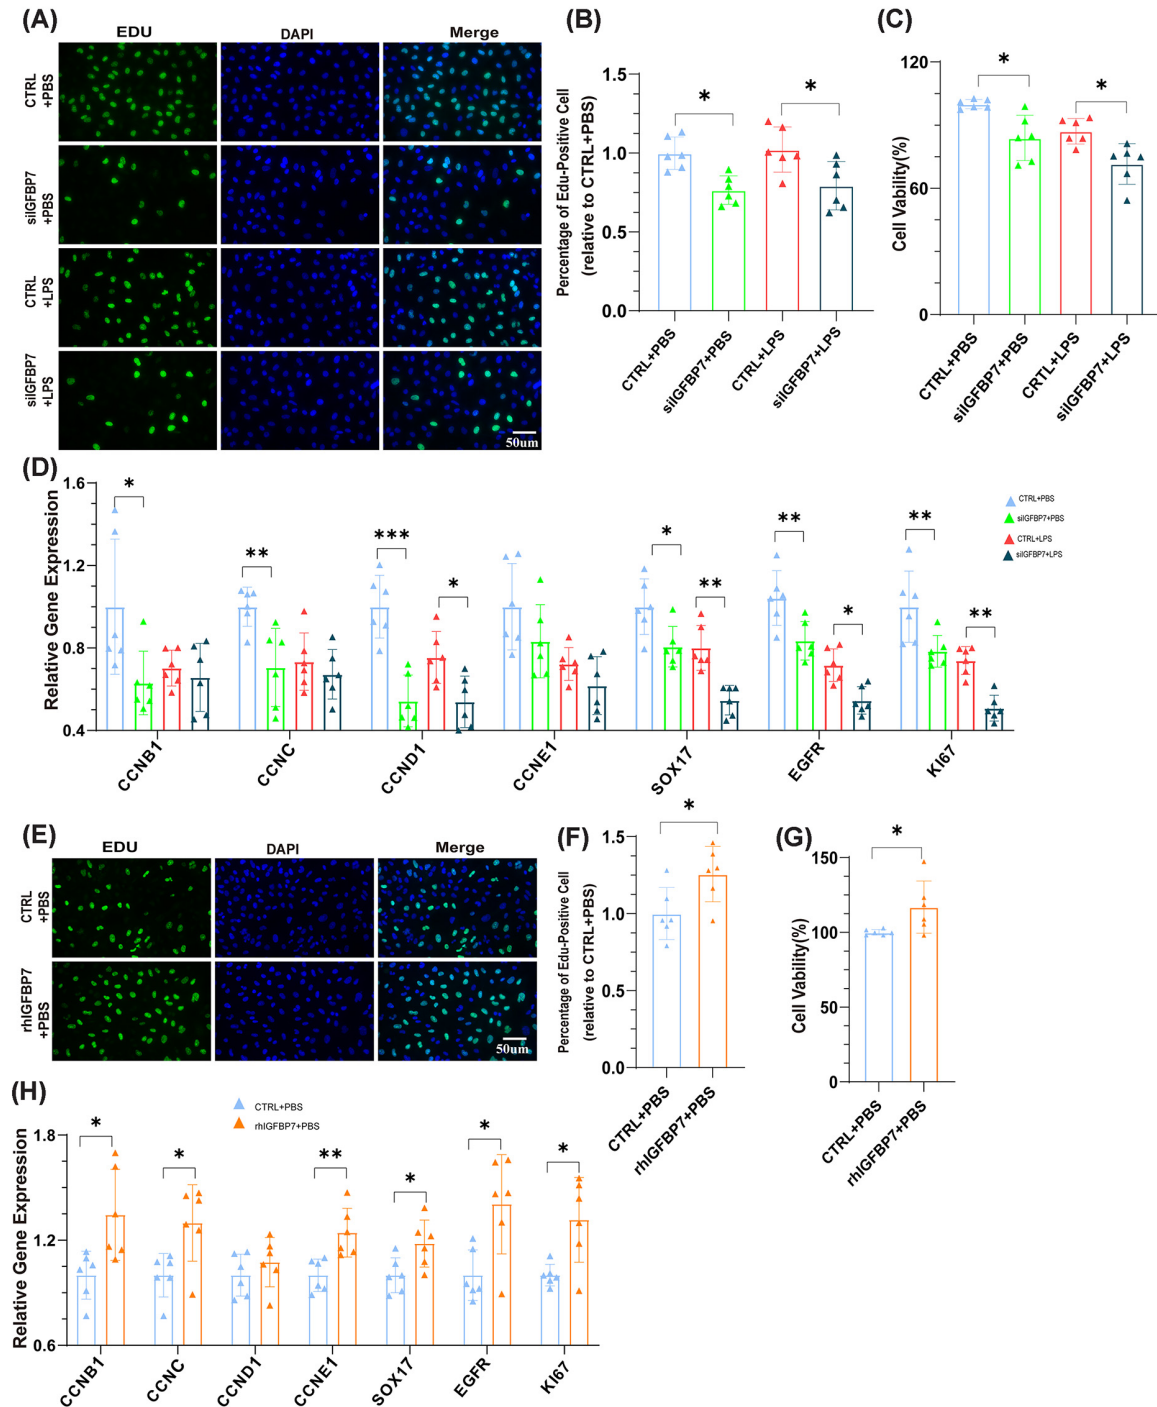 (A)
EDU
DAPI
Merge
CTRL
+PBS
siIGFBP7
+PBS
CTRL
+LPS
siIGFBP7
+LPS
50um
(B)
Percentage of Edu-Positive Cell
(relative to CTRL+PBS)
1.5
1.0
0.5
0.0
*
*
CTRL+PBS
siIGFBP7+PBS
CTRL+LPS
siIGFBP7+LPS
(C)
Cell Vability(%)
120
60
0
*
*
CTRL+PBS
siIGFBP7+PBS
CRTL+LPS
siIGFBP7+LPS
(D)
Relative Gene Expression
1.6
1.2
0.8
0.4
*
**
***
*
*
**
**
*
**
**
CTRL+PBS
siIGFBP7+PBS
CTRL+LPS
siIGFBP7+LPS
CCNB1
CCNC
CCND1
CCNE1
SOX17
EGFR
KI67
(E)
EDU
DAPI
Merge
CTRL
+PBS
rhIGFBP7
+PBS
50um
(F)
Percentage of Edu-Positive Cell
(relative to CTRL+PBS)
1.5
1.0
0.5
0.0
*
CTRL+PBS
rhIGFBP7+PBS
(G)
Cell Vability(%)
150
100
50
0
*
CTRL+PBS
rhIGFBP7+PBS
(H)
Relative Gene Expression
CTRL+PBS
rhIGFBP7+PBS
1.8
1.2
0.6
*
*
**
*
*
*
CCNB1
CCNC
CCND1
CCNE1
SOX17
EGFR
KI67